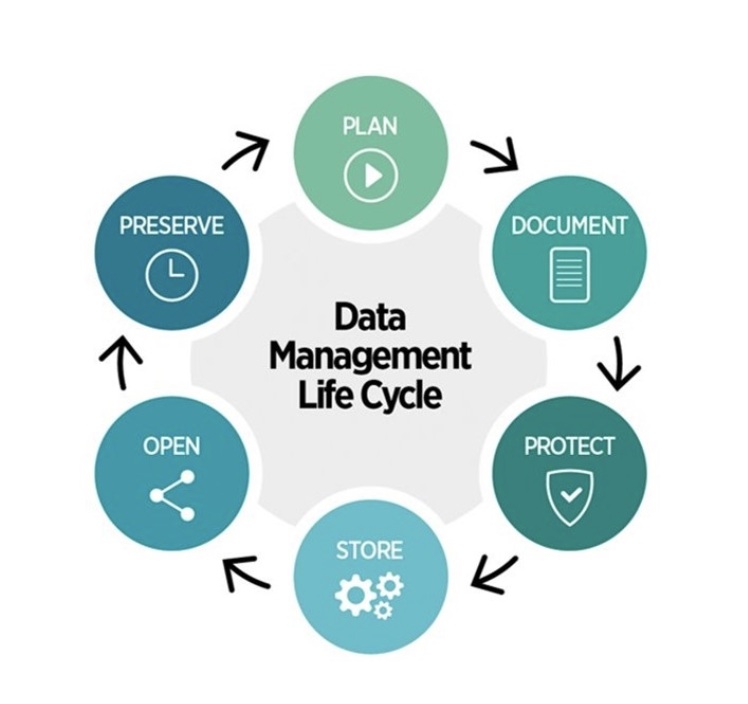 PLAN
DOCUMENT
PROTECT
STORE
OPEN
PRESERVE
Data
Management
Life Cycle